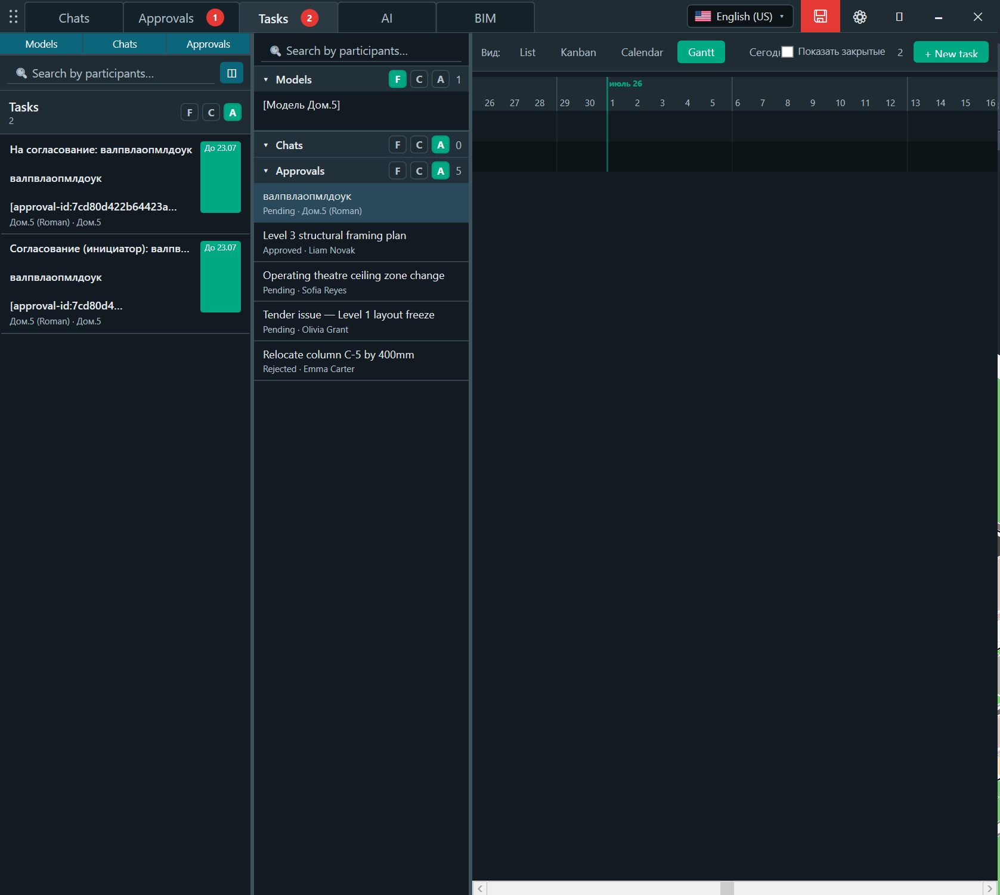 Chats
Approvals 1
Tasks 2
AI
BIM
English (US)
Models
Chats
Approvals
Search by participants...
Tasks
2
F C A
На согласование: валпвлаопмлдоук
валпвлаопмлдоук
[approval-id:7cd80d422b64423a...
Дом.5 (Roman) · Дом.5
До 23.07
Согласование (инициатор): валпв...
валпвлаопмлдоук
[approval-id:7cd80d4...
Дом.5 (Roman) · Дом.5
До 23.07
Search by participants...
Models F C A 1
[Модель Дом.5]
Chats F C A 0
Approvals F C A 5
валпвлаопмлдоук
Pending · Дом.5 (Roman)
Level 3 structural framing plan
Approved · Liam Novak
Operating theatre ceiling zone change
Pending · Sofia Reyes
Tender issue — Level 1 layout freeze
Pending · Olivia Grant
Relocate column C-5 by 400mm
Rejected · Emma Carter
Вид: List Kanban Calendar Gantt Сегодн Показать закрытые 2 + New task
июль 26
26 27 28 29 30 1 2 3 4 5 6 7 8 9 10 11 12 13 14 15 16